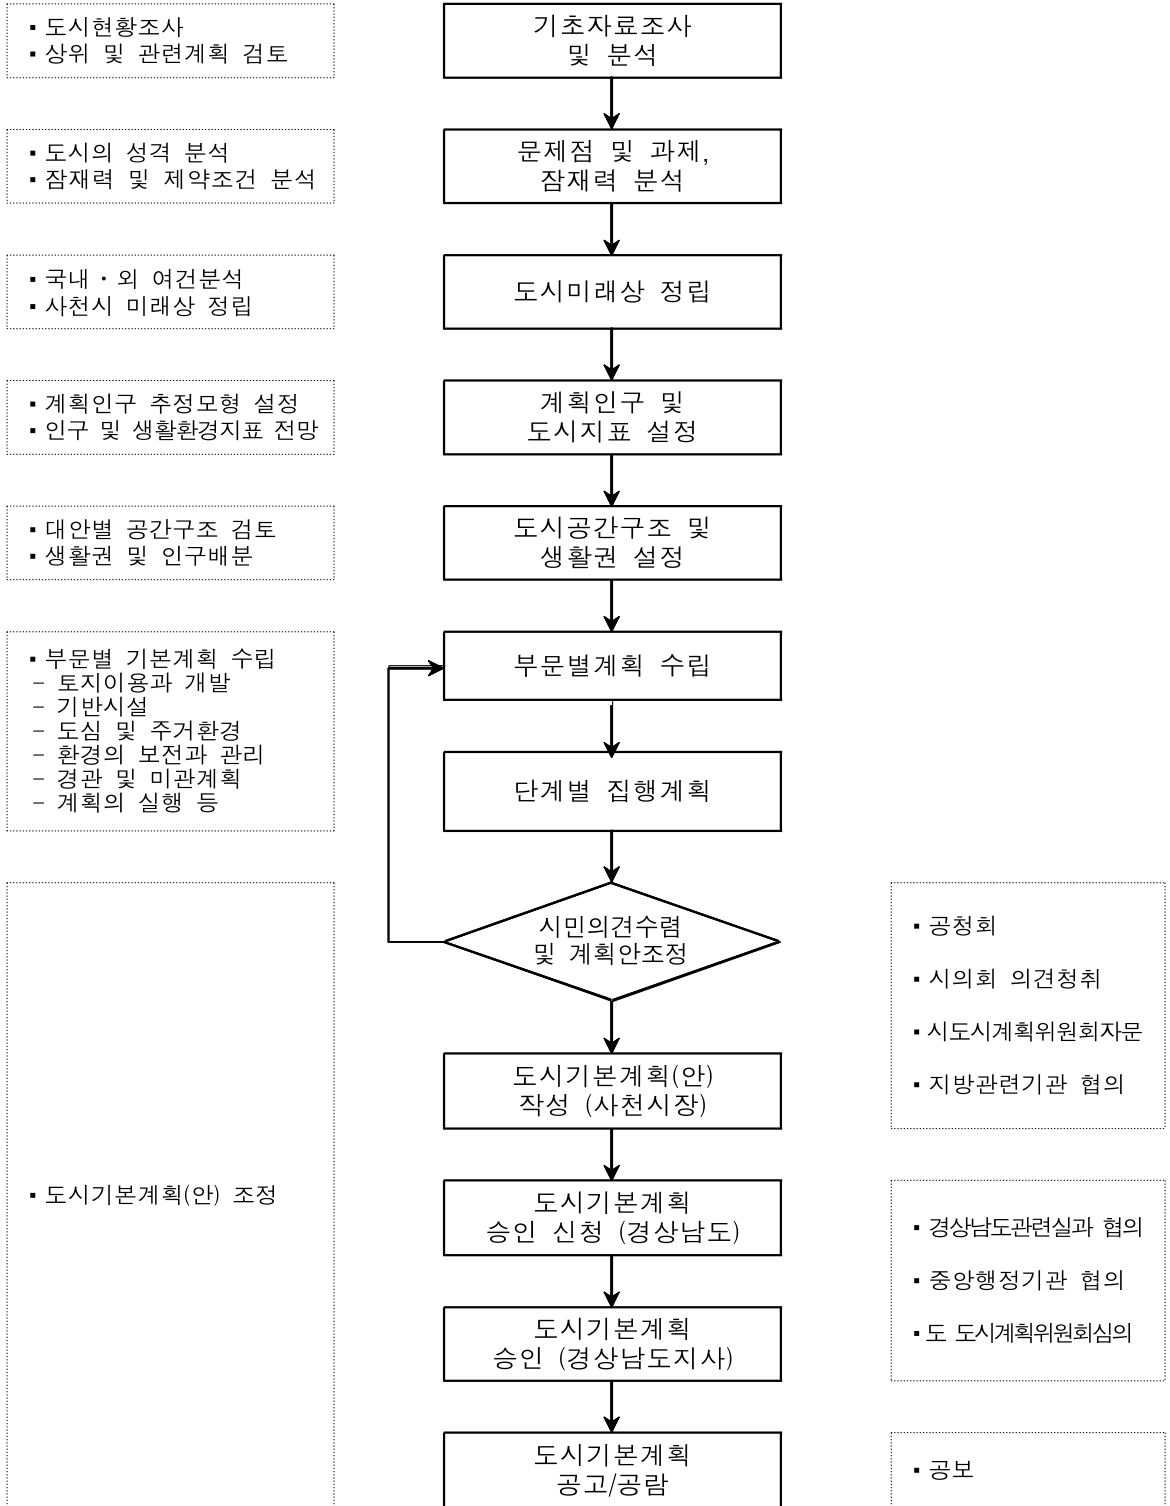 ▪ 도시현황조사
▪ 상위 및 관련계획 검토
기초자료조사
및 분석
▪ 도시의 성격 분석
▪ 잠재력 및 제약조건 분석
문제점 및 과제,
잠재력 분석
▪ 국내・외 여건분석
▪ 사천시 미래상 정립
도시미래상 정립
▪ 계획인구 추정모형 설정
▪ 인구 및 생활환경지표 전망
계획인구 및
도시지표 설정
▪ 대안별 공간구조 검토
▪ 생활권 및 인구배분
도시공간구조 및
생활권 설정
▪ 부문별 기본계획 수립
– 토지이용과 개발
– 기반시설
– 도심 및 주거환경
– 환경의 보전과 관리
– 경관 및 미관계획
– 계획의 실행 등
부문별계획 수립
단계별 집행계획
시민의견수렴
및 계획안조정
▪ 공청회
▪ 시의회 의견청취
▪ 시도시계획위원회자문
▪ 지방관련기관 협의
도시기본계획(안)
작성 (사천시장)
▪ 도시기본계획(안) 조정
도시기본계획
승인 신청 (경상남도)
▪ 경상남도관련실과 협의
▪ 중앙행정기관 협의
▪ 도 도시계획위원회심의
도시기본계획
승인 (경상남도지사)
도시기본계획
공고/공람
▪ 공보